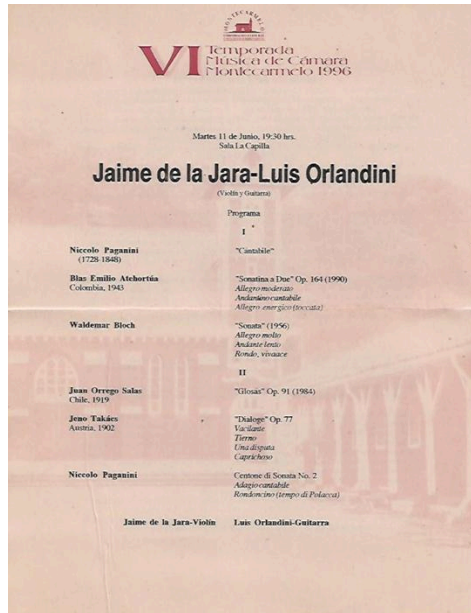 MONTECARMELO
VI Temporada
Música de Cámara
Montecarmelo 1996
Martes 11 de Junio, 19:30 hrs.
Sala La Capilla
Jaime de la Jara-Luis Orlandini
(Violín y Guitarra)
Programa
I
Niccolo Paganini "Cantabile"
(1728-1848)
Blas Emilio Atehortúa "Sonatina a Due" Op. 164 (1990)
Colombia, 1943 Allegro moderato
Andantino cantabile
Allegro energico (toccata)
Waldemar Bloch "Sonata" (1956)
Allegro molto
Andante lento
Rondo, vivaace
II
Juan Orrego Salas "Glosas" Op. 91 (1984)
Chile, 1919
Jeno Takács "Dialoge" Op. 77
Austria, 1902 Vacilante
Tierno
Una disputa
Caprichoso
Niccolo Paganini Centone di Sonata No. 2
Adagio cantabile
Rondoncino (tempo di Polacca)
Jaime de la Jara-Violín Luis Orlandini-Guitarra